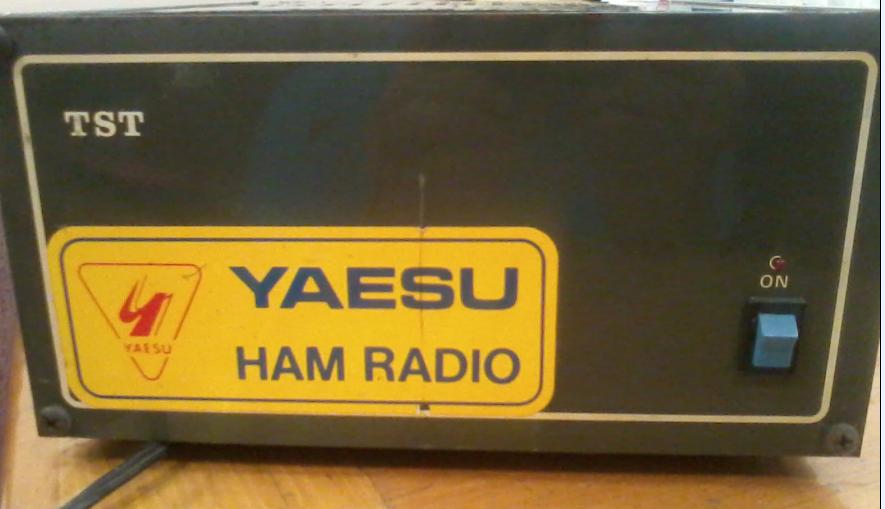 TST
YAESU
HAM RADIO
YAESU
ON